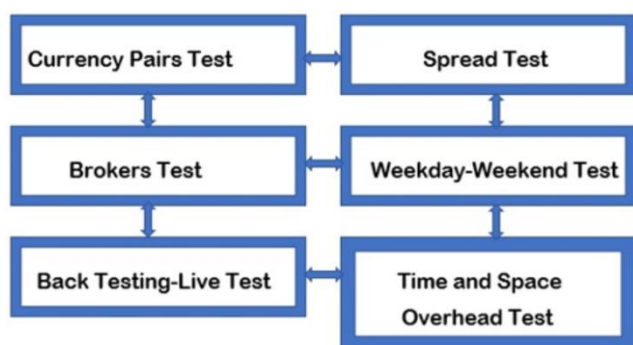 Currency Pairs Test
Spread Test
Brokers Test
Weekday-Weekend Test
Back Testing-Live Test
Time and Space
Overhead Test